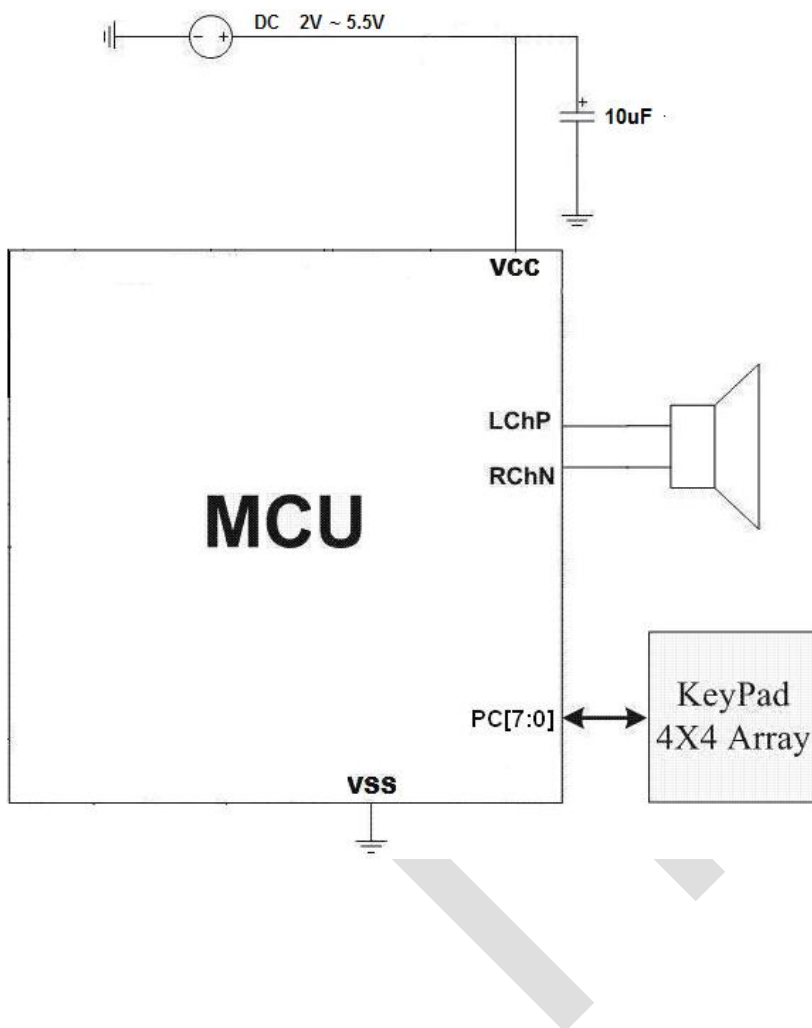 DC 2V ~ 5.5V
+
10uF
VCC
LChP
RChN
MCU
PC[7:0]
KeyPad
4X4 Array
VSS